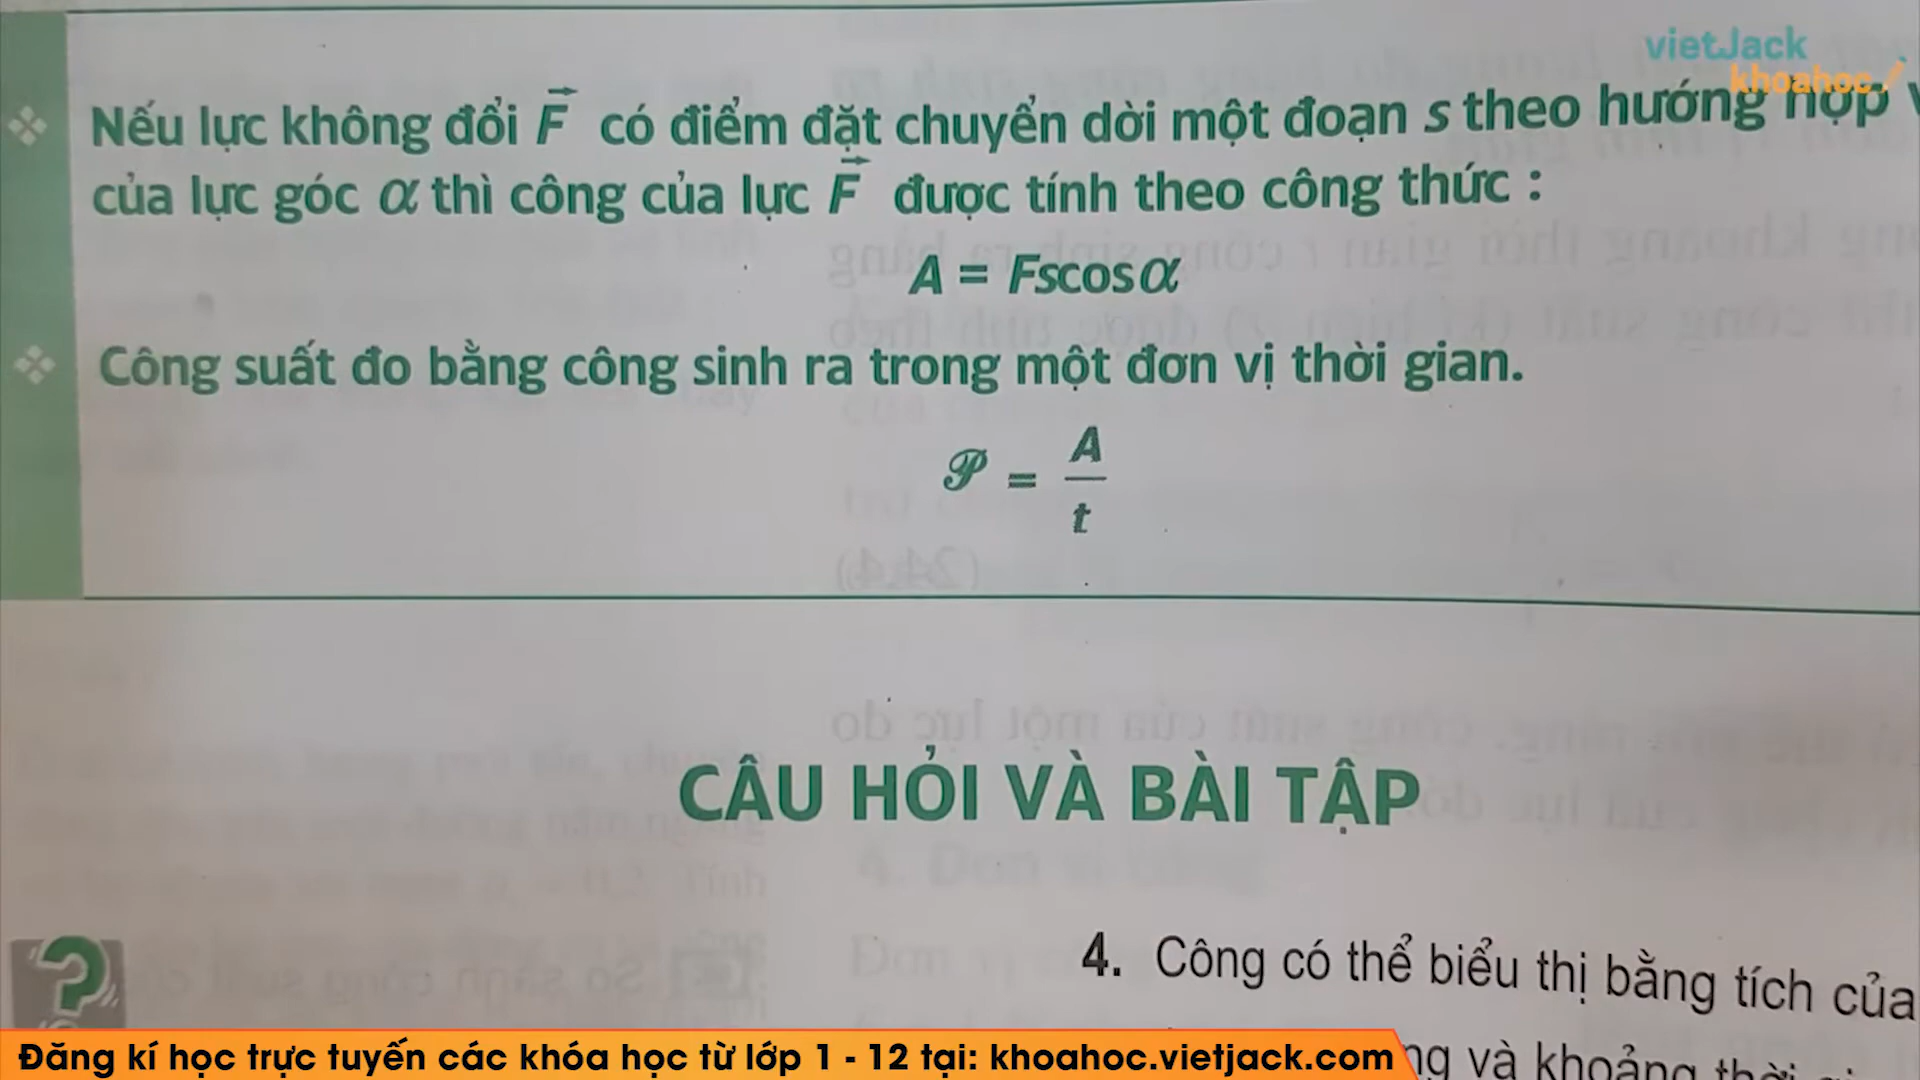 vietJack
khoahoc
Nếu lực không đổi F⃗ có điểm đặt chuyển dời một đoạn s theo hướng hợp
của lực góc α thì công của lực F⃗ được tính theo công thức :
A = Fscosα
Công suất đo bằng công sinh ra trong một đơn vị thời gian.
𝒫 = A/t
CÂU HỎI VÀ BÀI TẬP
?
4. Công có thể biểu thị bằng tích của
và khoảng
Đăng kí học trực tuyến các khóa học từ lớp 1 - 12 tại: khoahoc.vietjack.com